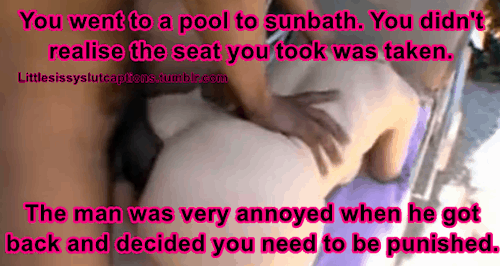 You went to a pool to sunbath. You didn't
realise the seat you took was taken.
Littlesissyslutcaptions.tumblr.com
The man was very annoyed when he got
back and decided you need to be punished.